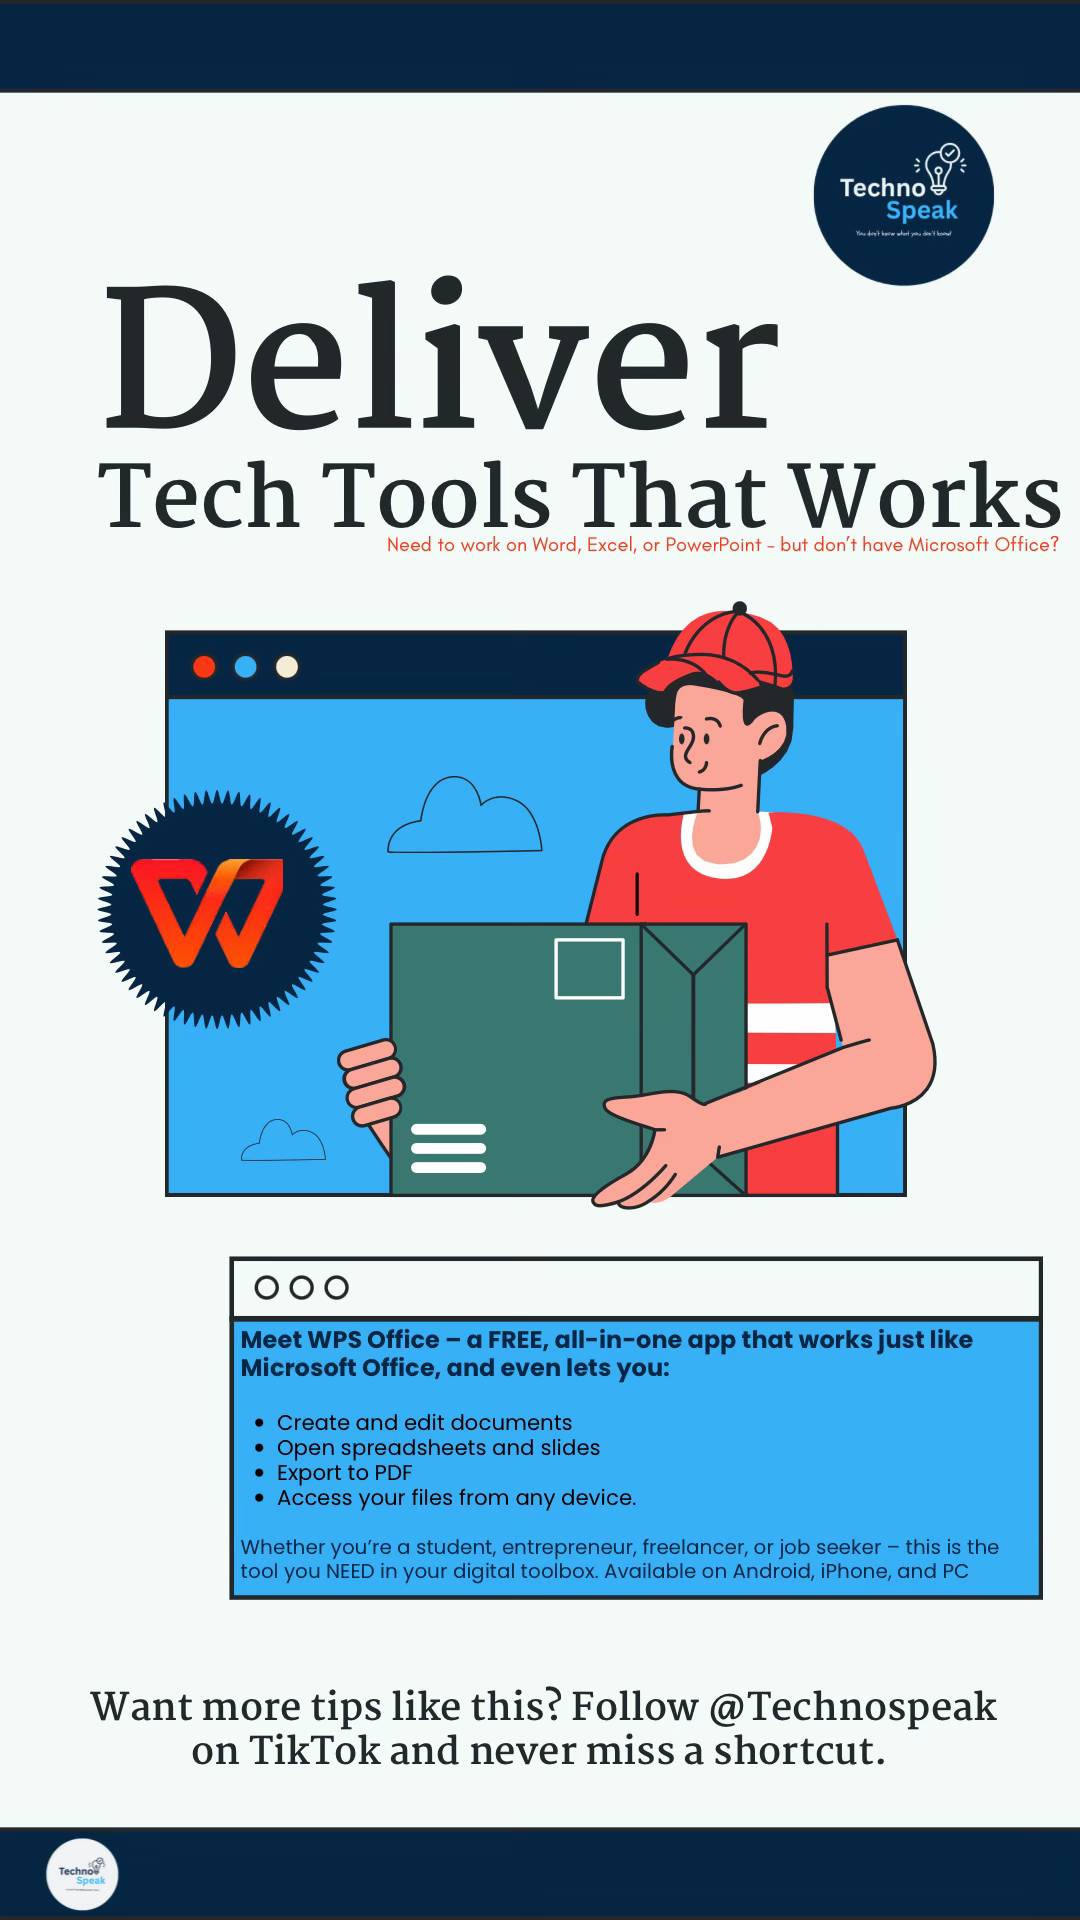 Techno
Speak
You don't know what you don't know!
Deliver
Tech Tools That Works
Need to work on Word, Excel, or PowerPoint – but don't have Microsoft Office?
Meet WPS Office – a FREE, all-in-one app that works just like
Microsoft Office, and even lets you:
• Create and edit documents
• Open spreadsheets and slides
• Export to PDF
• Access your files from any device.
Whether you're a student, entrepreneur, freelancer, or job seeker – this is the
tool you NEED in your digital toolbox. Available on Android, iPhone, and PC
Want more tips like this? Follow @Technospeak
on TikTok and never miss a shortcut.
Techno
Speak